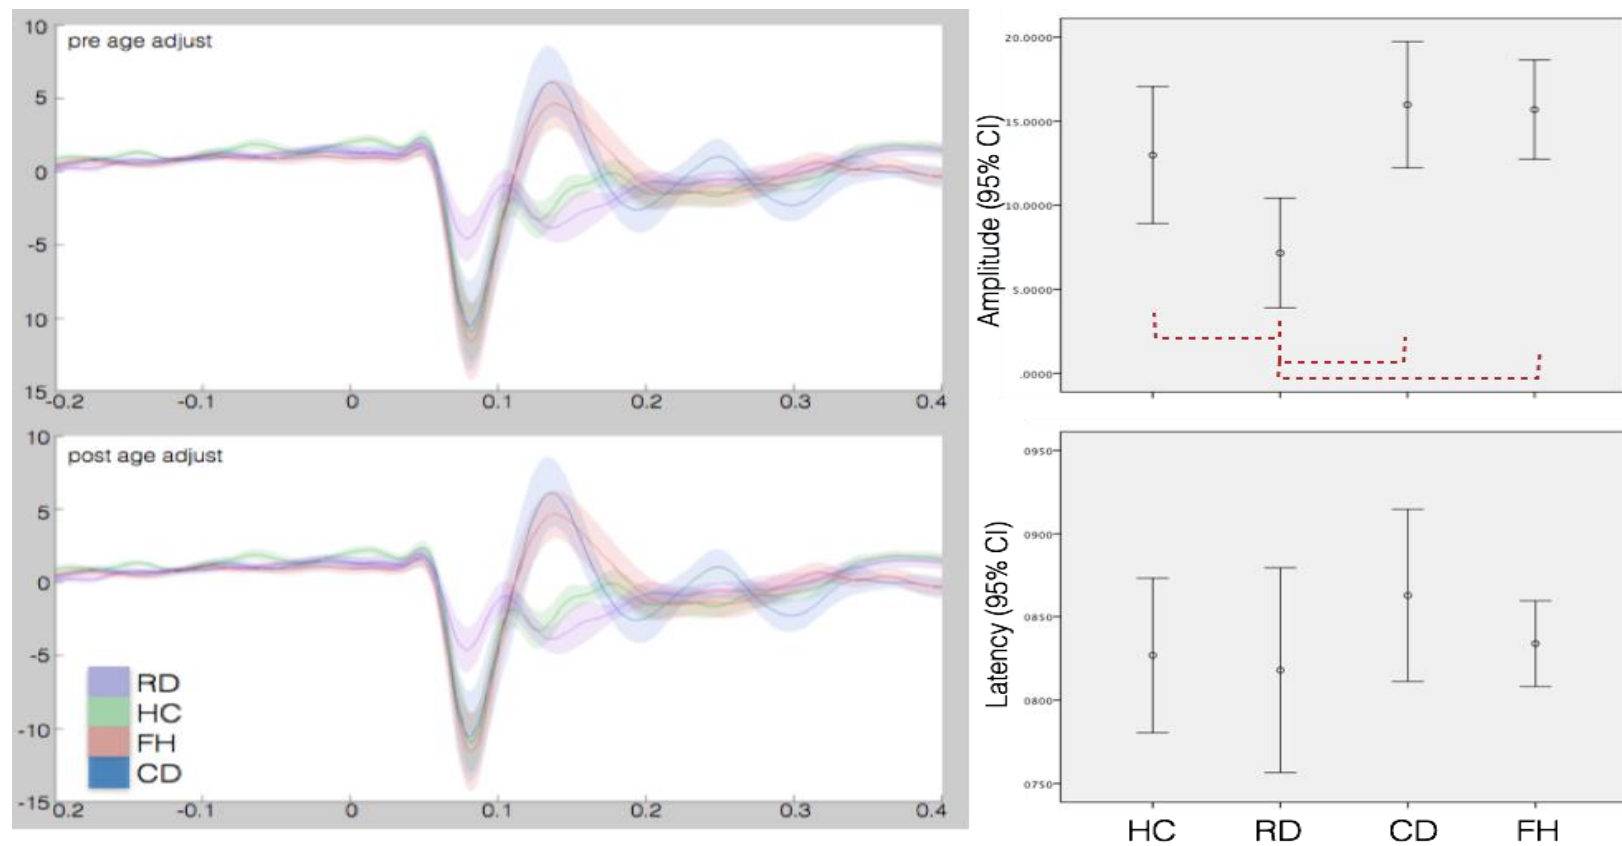 10
pre age adjust
5
0
-5
10
15
-0.2 -0.1 0 0.1 0.2 0.3 0.4
10
post age adjust
5
0
-5
-10
-15
RD
HC
FH
CD
-0.2 -0.1 0 0.1 0.2 0.3 0.4
Amplitude (95% CI)
20.0000
15.0000
10.0000
5.0000
.0000
Latency (95% CI)
0950
0900
0850
0800
0750
HC RD CD FH